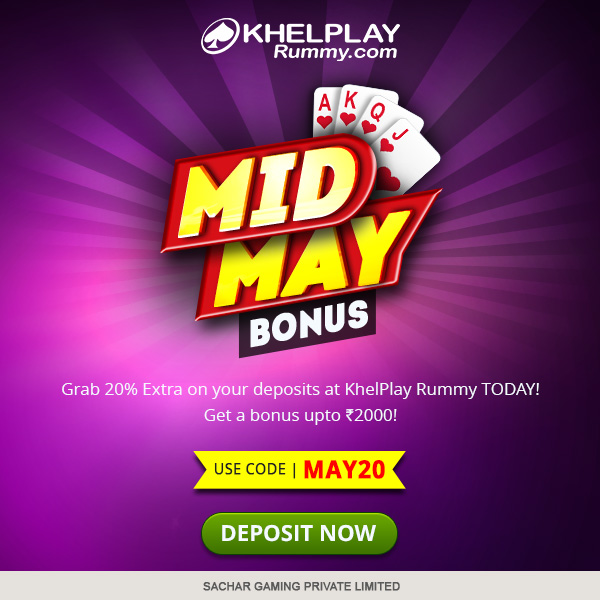 KHELPLAY
Rummy.com
A K Q J
MID
MAY
BONUS
Grab 20% Extra on your deposits at KhelPlay Rummy TODAY!
Get a bonus upto ₹2000!
USE CODE | MAY20
DEPOSIT NOW
SACHAR GAMING PRIVATE LIMITED